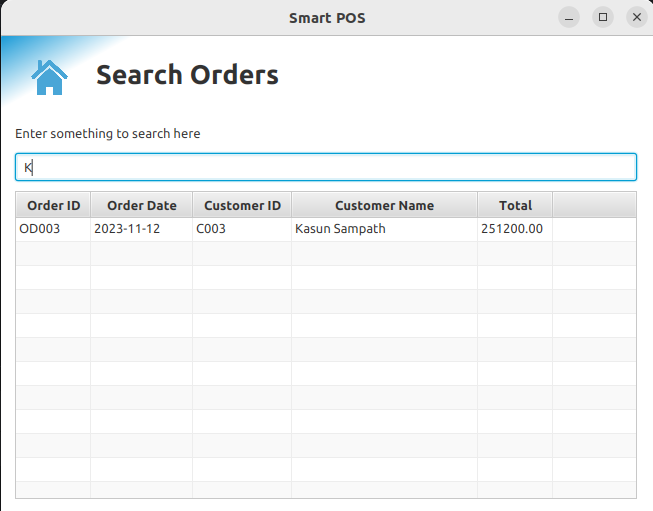 Smart POS
Search Orders
Enter something to search here
K
Order ID Order Date Customer ID Customer Name Total
OD003 2023-11-12 C003 Kasun Sampath 251200.00